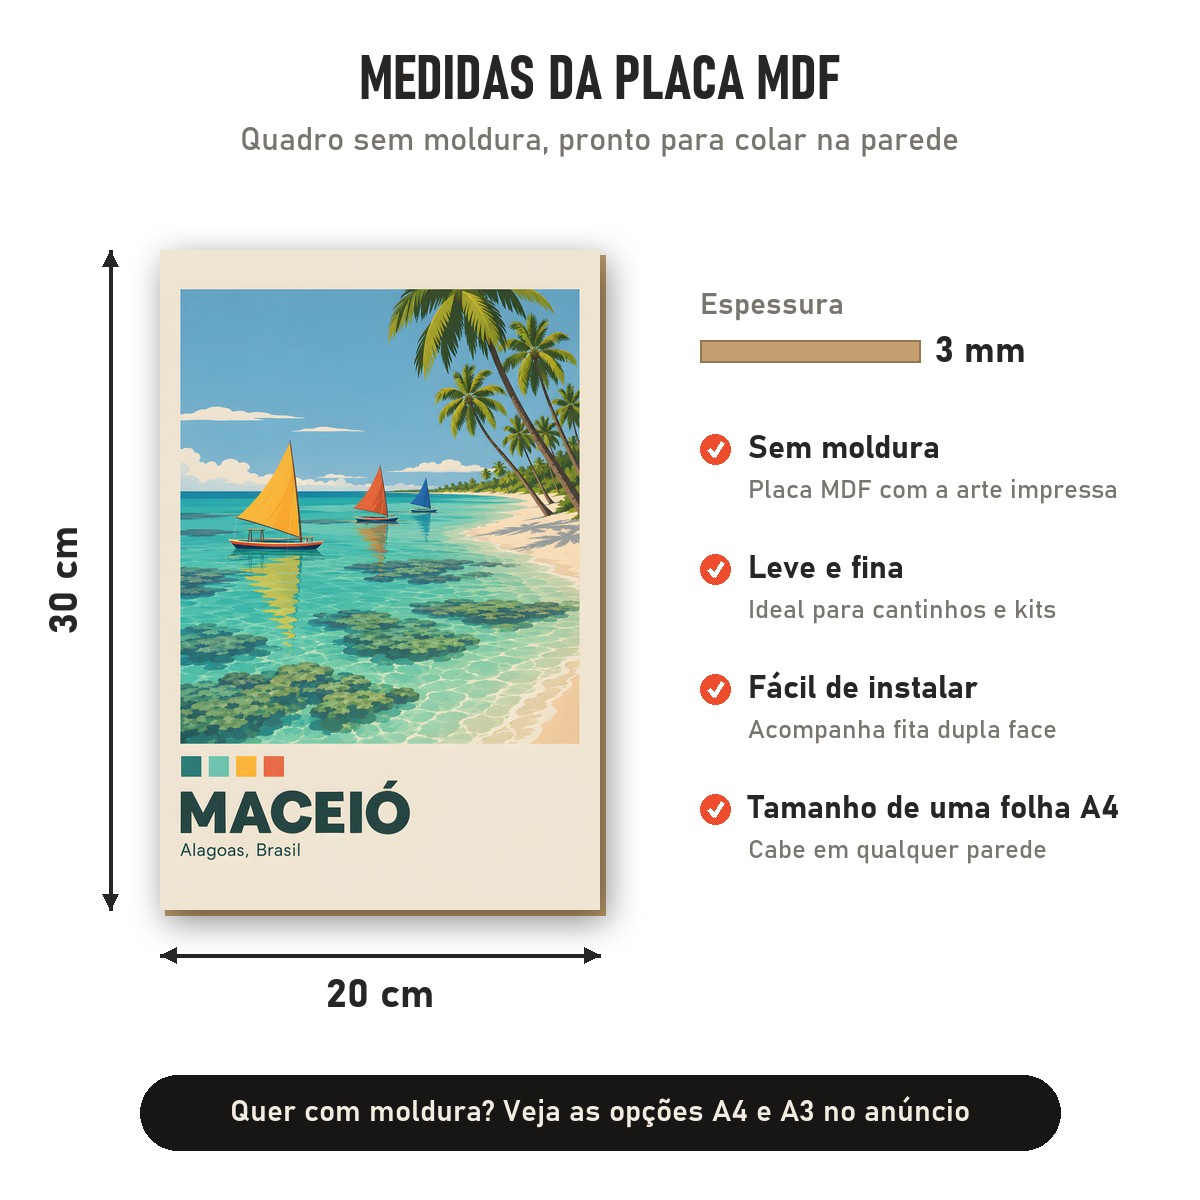 MEDIDAS DA PLACA MDF
Quadro sem moldura, pronto para colar na parede
30 cm
MACEIÓ
Alagoas, Brasil
20 cm
Espessura
3 mm
Sem moldura
Placa MDF com a arte impressa
Leve e fina
Ideal para cantinhos e kits
Fácil de instalar
Acompanha fita dupla face
Tamanho de uma folha A4
Cabe em qualquer parede
Quer com moldura? Veja as opções A4 e A3 no anúncio